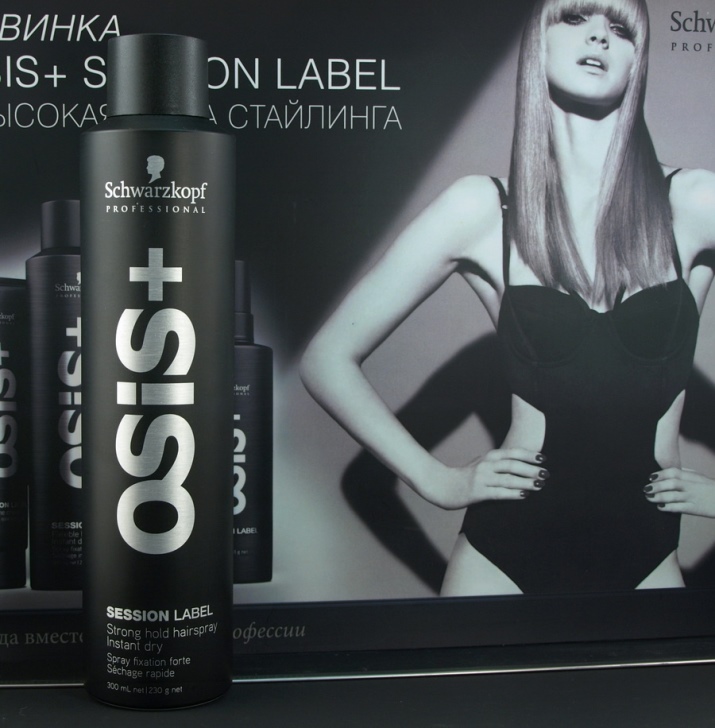 ВИНКА
SIS+ S ON LABEL
ЫСОКАЯ А СТАЙЛИНГА
Schw
PROF
Schwarzkopf
PROFESSIONAL
OSiS+
SESSION LABEL
Strong hold hairspray
Instant dry
Spray fixation forte
Séchage rapide
300 mL net | 230 g net
да вместе офессии